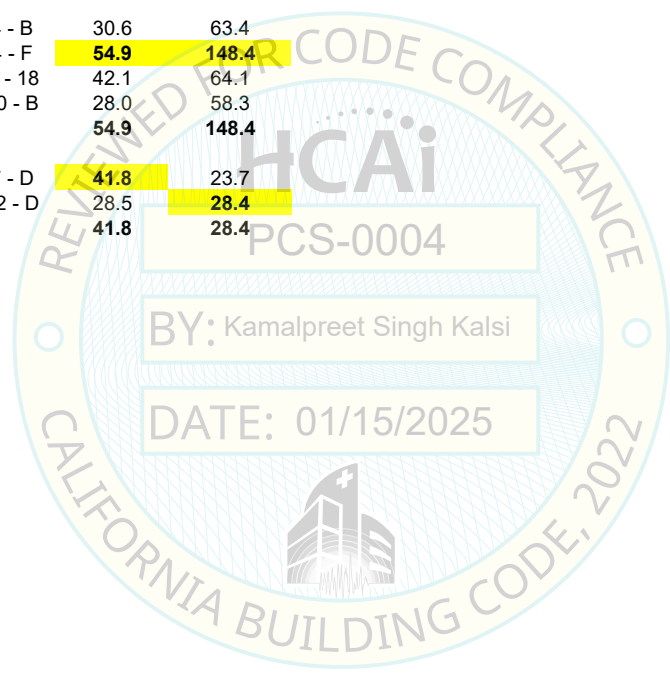 - B 30.6 63.4
- F 54.9 148.4
- 18 42.1 64.1
0 - B 28.0 58.3
54.9 148.4
- D 41.8 23.7
2 - D 28.5 28.4
41.8 28.4
REVIEWED FOR CODE COMPLIANCE
HCAi
PCS-0004
BY: Kamalpreet Singh Kalsi
DATE: 01/15/2025
CALIFORNIA BUILDING CODE, 2022